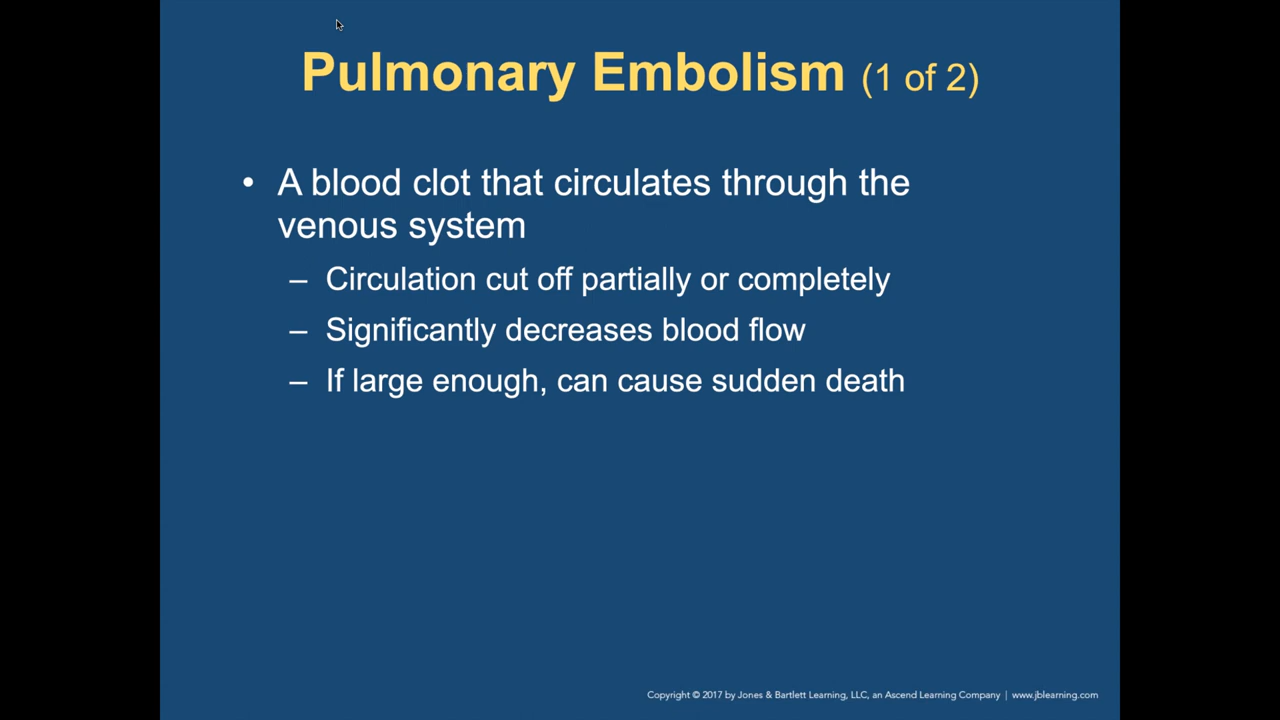 Pulmonary Embolism (1 of 2)
• A blood clot that circulates through the
venous system
– Circulation cut off partially or completely
– Significantly decreases blood flow
– If large enough, can cause sudden death
Copyright © 2017 by Jones & Bartlett Learning, LLC, an Ascend Learning Company | www.jblearning.com